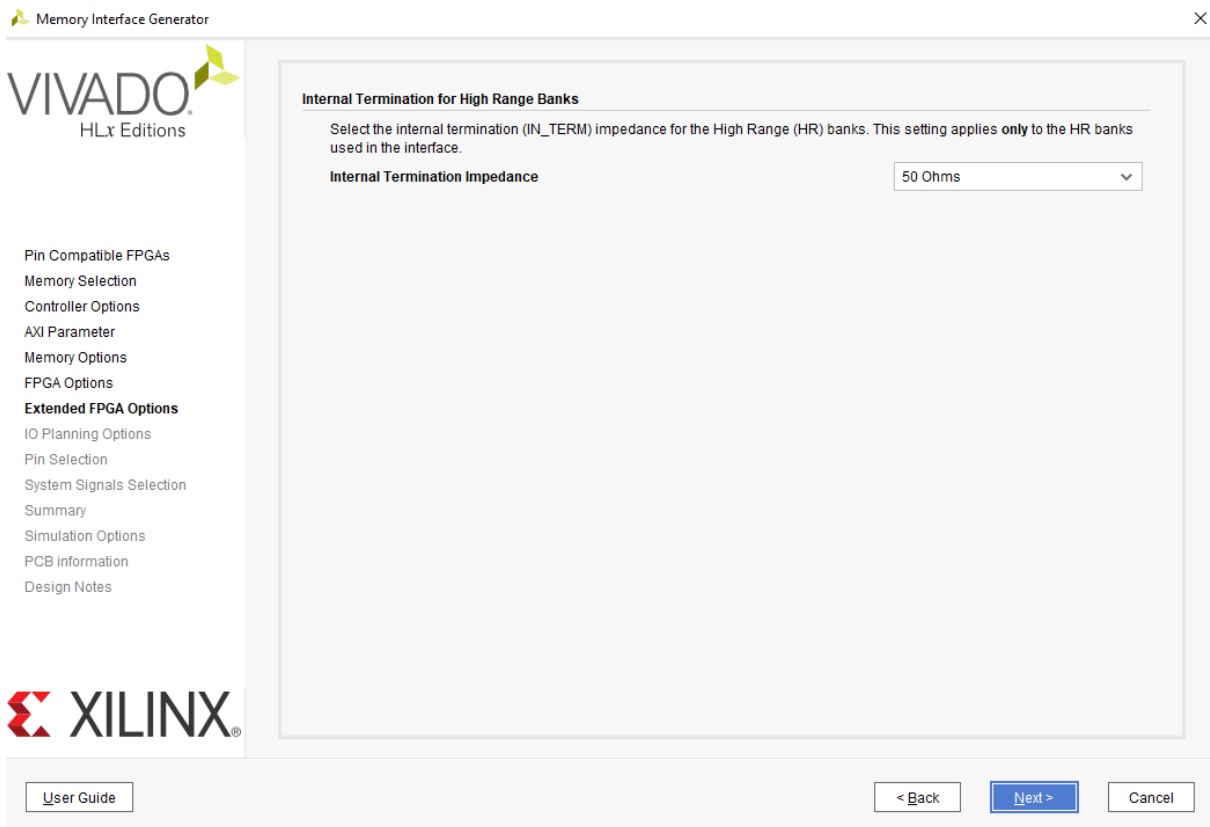 Memory Interface Generator
VIVADO.
HLx Editions
Pin Compatible FPGAs
Memory Selection
Controller Options
AXI Parameter
Memory Options
FPGA Options
Extended FPGA Options
IO Planning Options
Pin Selection
System Signals Selection
Summary
Simulation Options
PCB information
Design Notes
XILINX®
Internal Termination for High Range Banks
Select the internal termination (IN_TERM) impedance for the High Range (HR) banks. This setting applies only to the HR banks
used in the interface.
Internal Termination Impedance 50 Ohms
User Guide < Back Next > Cancel